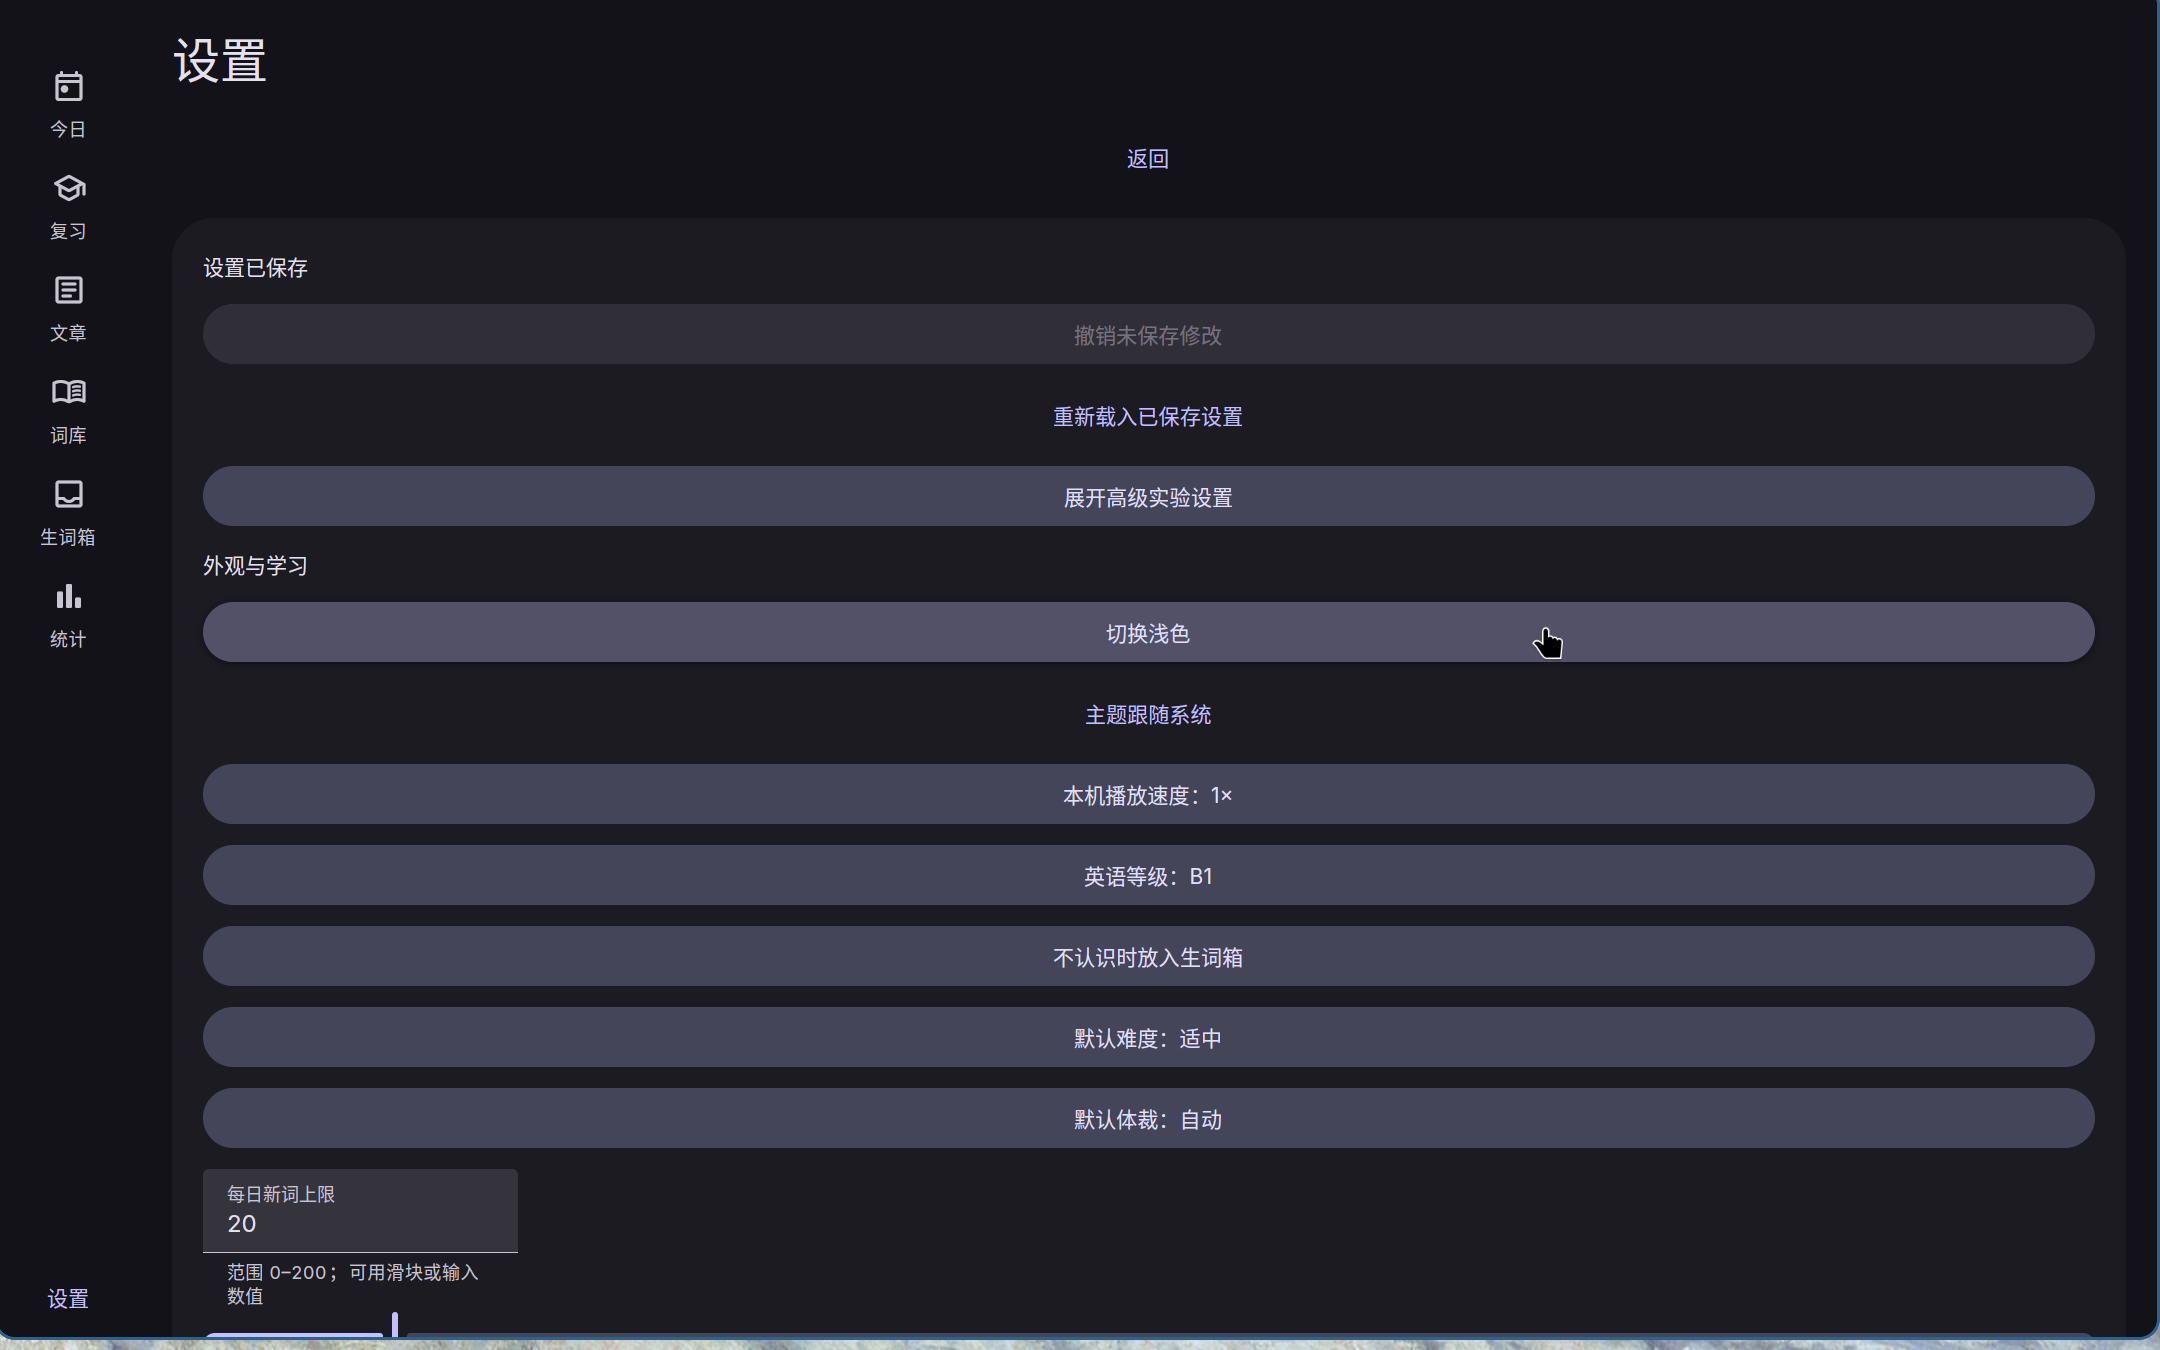 设置
今日
复习
文章
词库
生词箱
统计
设置
返回
设置已保存
撤销未保存修改
重新载入已保存设置
展开高级实验设置
外观与学习
切换浅色
主题跟随系统
本机播放速度：1×
英语等级：B1
不认识时放入生词箱
默认难度：适中
默认体裁：自动
每日新词上限
20
范围 0–200；可用滑块或输入
数值